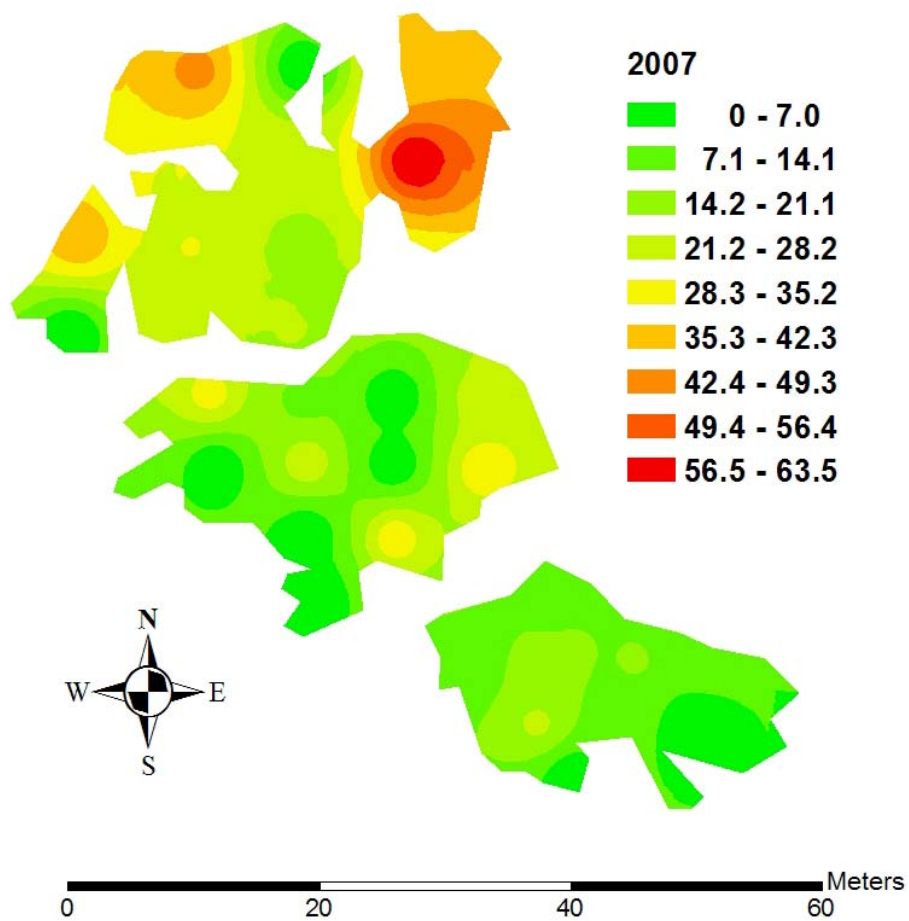 2007
0 - 7.0
7.1 - 14.1
14.2 - 21.1
21.2 - 28.2
28.3 - 35.2
35.3 - 42.3
42.4 - 49.3
49.4 - 56.4
56.5 - 63.5
N
W E
S
Meters
0 20 40 60